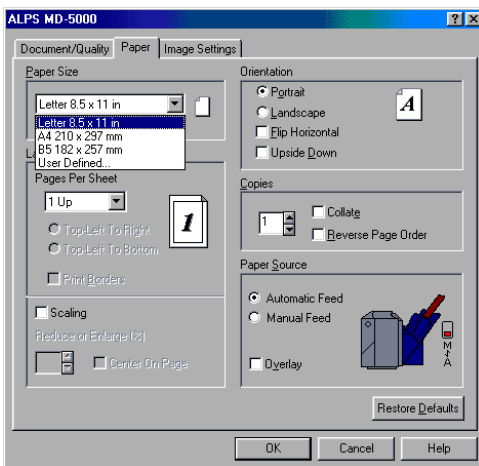 ALPS MD-5000
Document/Quality Paper Image Settings
Paper Size
Letter 8.5 x 11 in
Letter 8.5 x 11 in
A4 210 x 297 mm
B5 182 x 257 mm
User Defined...
Pages Per Sheet
1 Up
1
Top-Left To Right
Top-Left To Bottom
Print Borders
Scaling
Reduce or Enlarge (%)
Center On Page
Orientation
Portrait
Landscape
Flip Horizontal
Upside Down
A
Copies
1
Collate
Reverse Page Order
Paper Source
Automatic Feed
Manual Feed
Overlay
M
A
Restore Defaults
OK Cancel Help